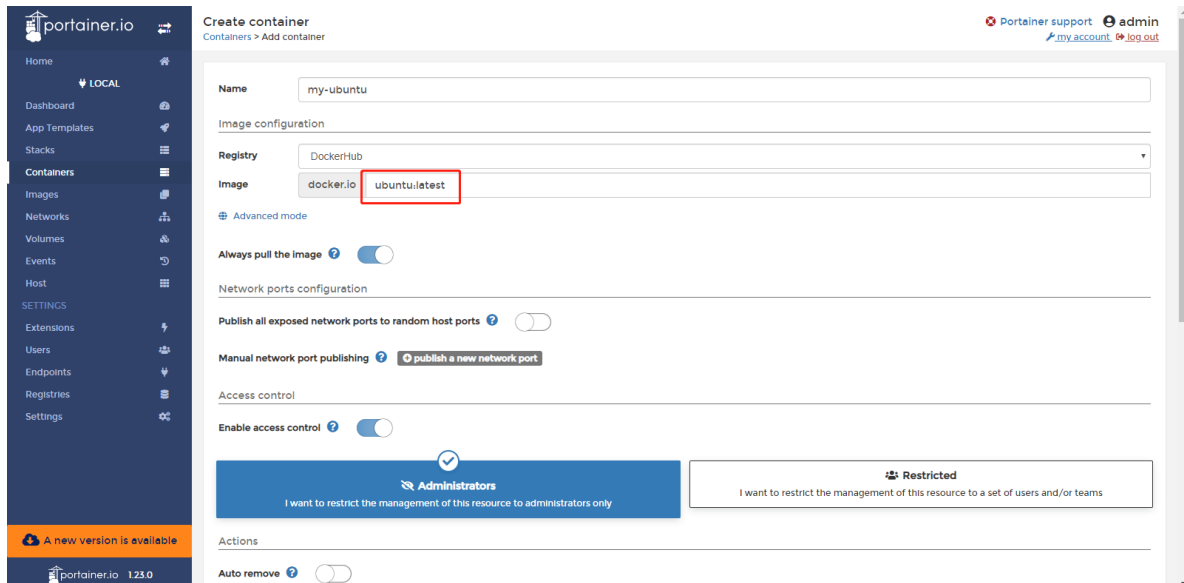 portainer.io
Home
LOCAL
Dashboard
App Templates
Stacks
Containers
Images
Networks
Volumes
Events
Host
SETTINGS
Extensions
Users
Endpoints
Registries
Settings
A new version is available
portainer.io 1.23.0
Create container
Containers > Add container
Portainer support admin
my account log out
Name my-ubuntu
Image configuration
Registry DockerHub
Image docker.io ubuntu:latest
Advanced mode
Always pull the image
Network ports configuration
Publish all exposed network ports to random host ports
Manual network port publishing publish a new network port
Access control
Enable access control
Administrators
I want to restrict the management of this resource to administrators only
Restricted
I want to restrict the management of this resource to a set of users and/or teams
Actions
Auto remove